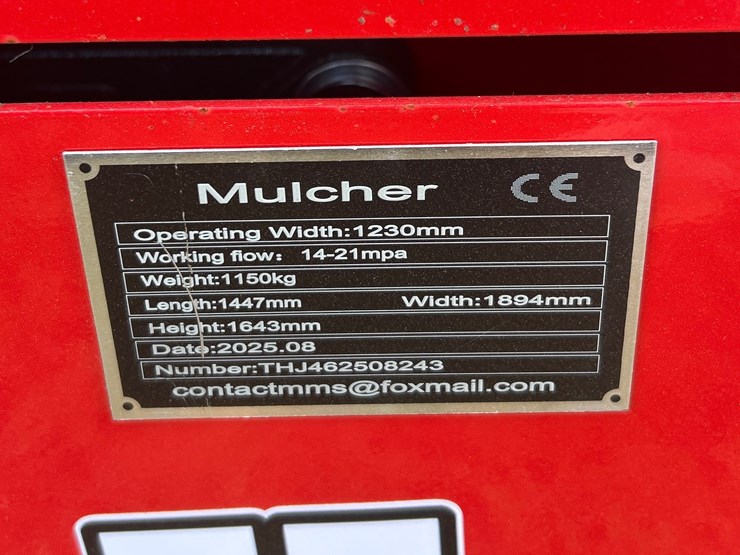 Mulcher CE
Operating Width:1230mm
Working flow: 14-21mpa
Weight:1150kg
Length:1447mm Width:1894mm
Height:1643mm
Date:2025.08
Number:THJ462508243
contactmms@foxmail.com